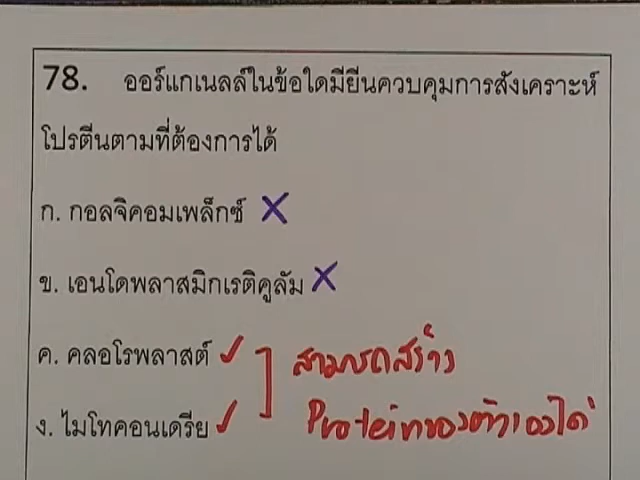 78. ออร์แกเนลล์ในข้อใดมียีนควบคุมการสังเคราะห์
โปรตีนตามที่ต้องการได้
ก. กอลจิคอมเพล็กซ์ X
ข. เอนโดพลาสมิกเรติคูลัม X
ค. คลอโรพลาสต์ ✓ สามารถสร้าง
ง. ไมโทคอนเดรีย ✓ Proteinของตัวเองได้